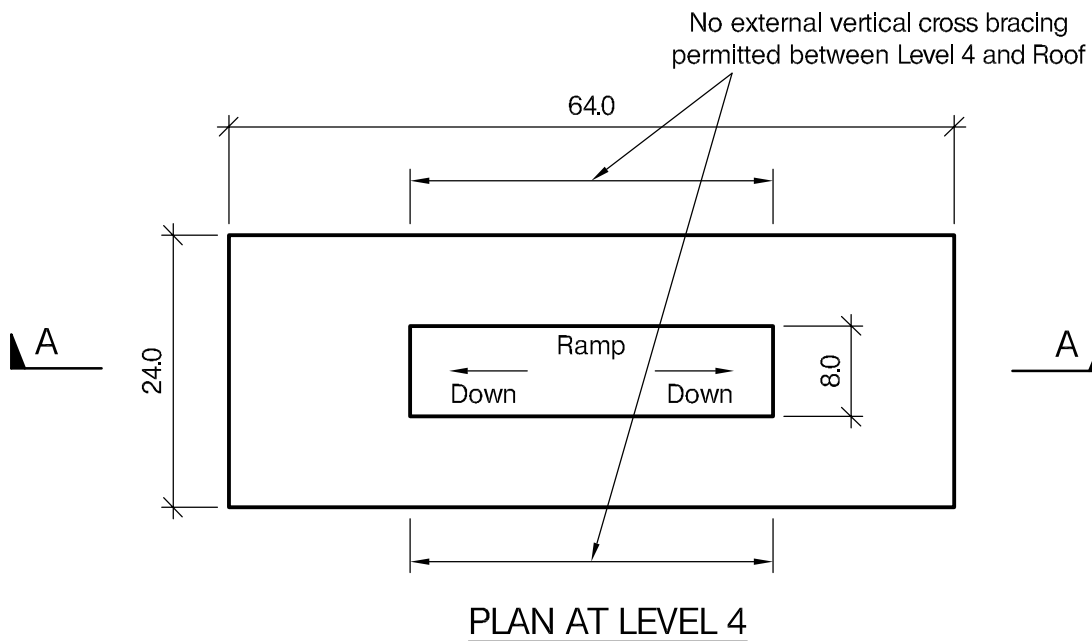 No external vertical cross bracing
permitted between Level 4 and Roof
64.0
A
24.0
Ramp
Down
Down
8.0
A
PLAN AT LEVEL 4